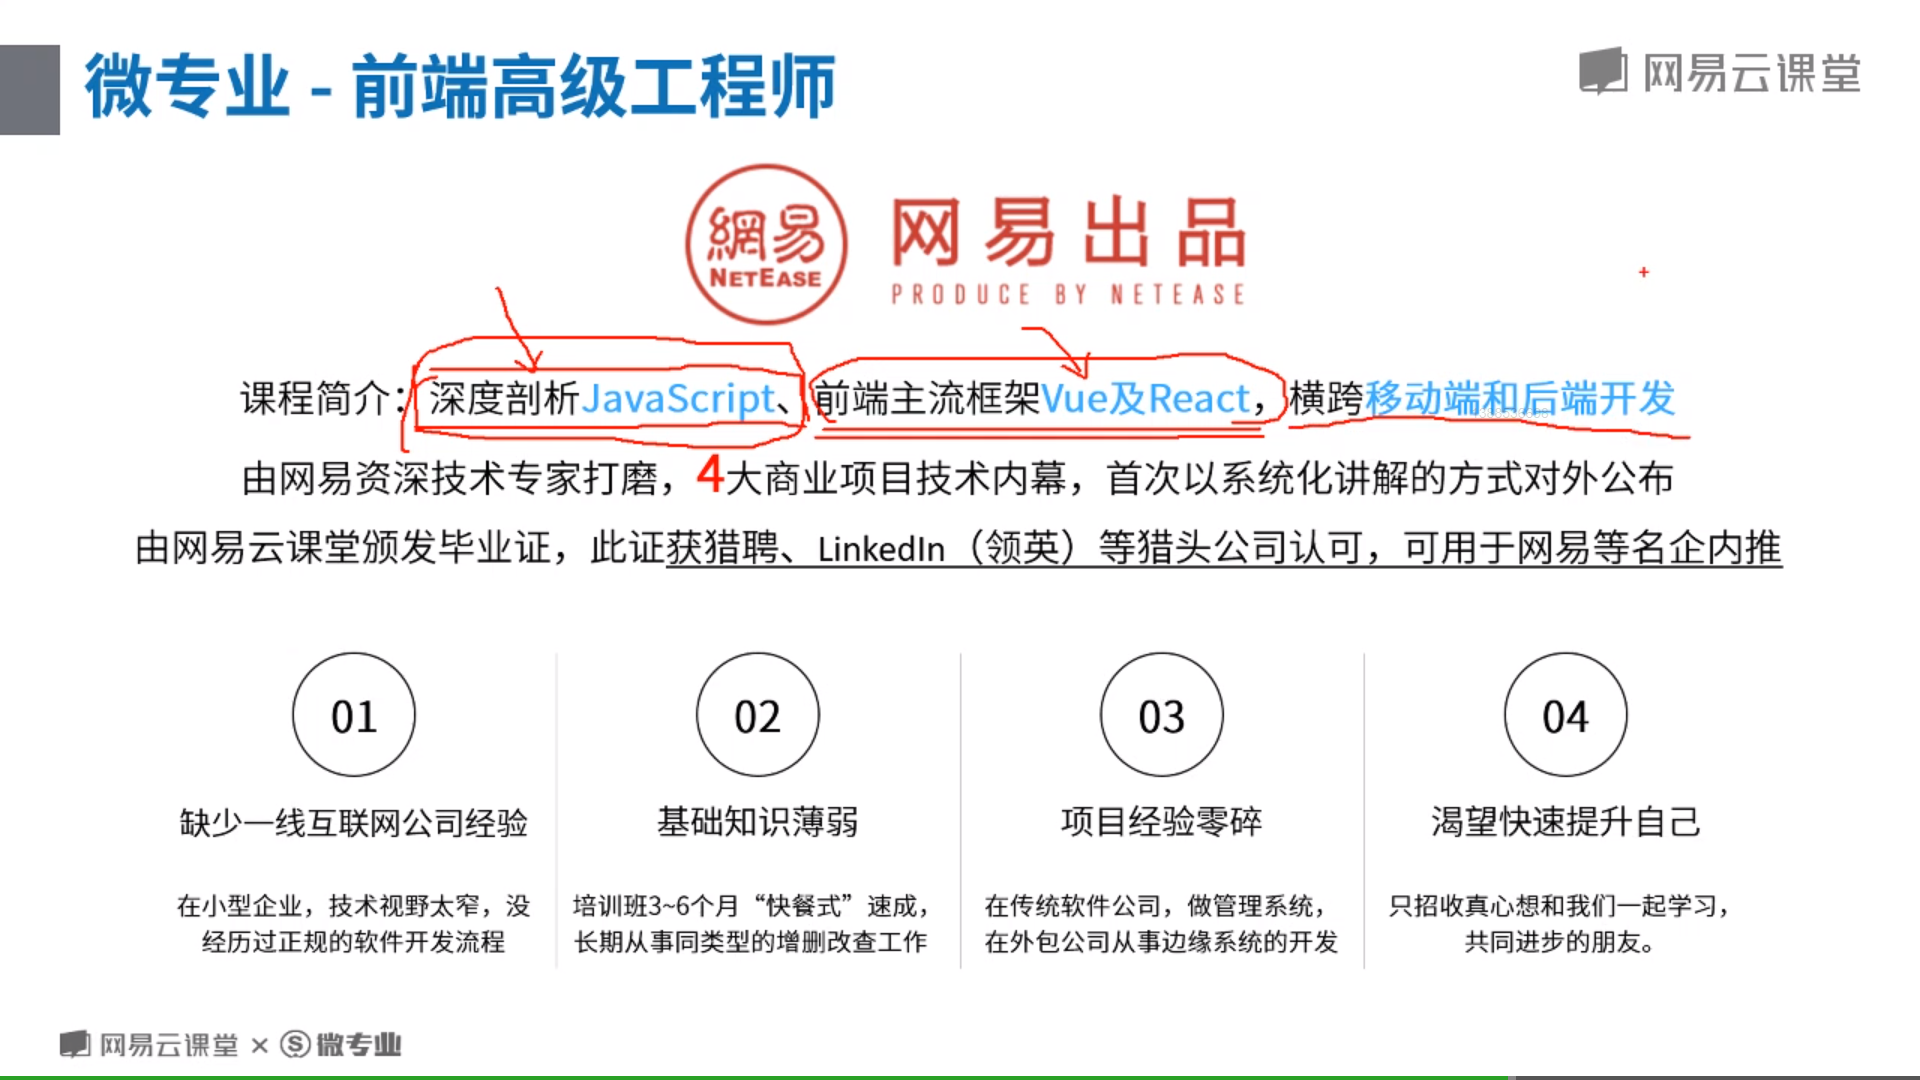 微专业 - 前端高级工程师
网易云课堂
網易
NETEASE
网易出品
PRODUCE BY NETEASE
课程简介：深度剖析JavaScript、前端主流框架Vue及React，横跨移动端和后端开发
由网易资深技术专家打磨，4大商业项目技术内幕，首次以系统化讲解的方式对外公布
由网易云课堂颁发毕业证，此证获猎聘、LinkedIn（领英）等猎头公司认可，可用于网易等名企内推
01
缺少一线互联网公司经验
在小型企业，技术视野太窄，没
经历过正规的软件开发流程
02
基础知识薄弱
培训班3~6个月“快餐式”速成，
长期从事同类型的增删改查工作
03
项目经验零碎
在传统软件公司，做管理系统，
在外包公司从事边缘系统的开发
04
渴望快速提升自己
只招收真心想和我们一起学习，
共同进步的朋友。
网易云课堂 × 微专业